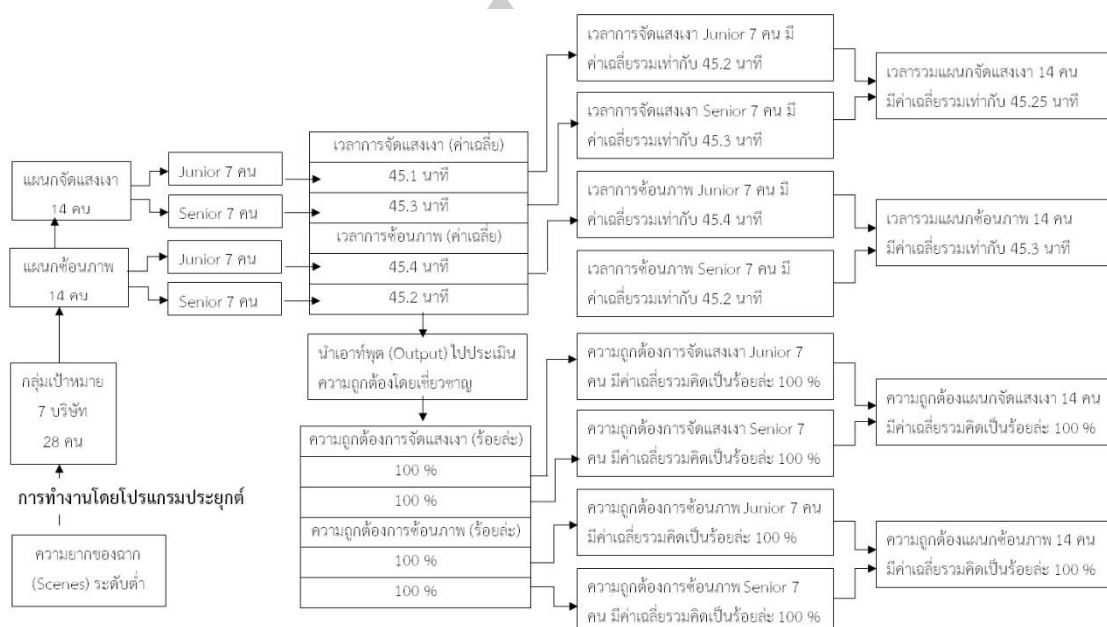 เวลาการจัดแสงเงา Junior 7 คน มี
ค่าเฉลี่ยรวมเท่ากับ 45.2 นาที
เวลาการจัดแสงเงา Senior 7 คน มี
ค่าเฉลี่ยรวมเท่ากับ 45.3 นาที
เวลารวมแผนกจัดแสงเงา 14 คน
มีค่าเฉลี่ยรวมเท่ากับ 45.25 นาที
แผนกจัดแสงเงา
14 คน
Junior 7 คน
Senior 7 คน
เวลาการจัดแสงเงา (ค่าเฉลี่ย)
45.1 นาที
45.3 นาที
เวลาการซ้อนภาพ (ค่าเฉลี่ย)
45.4 นาที
45.2 นาที
แผนกซ้อนภาพ
14 คน
Junior 7 คน
Senior 7 คน
เวลาการซ้อนภาพ Junior 7 คน มี
ค่าเฉลี่ยรวมเท่ากับ 45.4 นาที
เวลาการซ้อนภาพ Senior 7 คน มี
ค่าเฉลี่ยรวมเท่ากับ 45.2 นาที
เวลารวมแผนกซ้อนภาพ 14 คน
มีค่าเฉลี่ยรวมเท่ากับ 45.3 นาที
นำเอาท์พุต (Output) ไปประเมิน
ความถูกต้องโดยเชี่ยวชาญ
กลุ่มเป้าหมาย
7 บริษัท
28 คน
การทำงานโดยโปรแกรมประยุกต์
ความยากของฉาก
(Scenes) ระดับต่ำ
ความถูกต้องการจัดแสงเงา (ร้อยละ)
100 %
100 %
ความถูกต้องการซ้อนภาพ (ร้อยละ)
100 %
100 %
ความถูกต้องการจัดแสงเงา Junior 7
คน มีค่าเฉลี่ยรวมคิดเป็นร้อยละ 100 %
ความถูกต้องการจัดแสงเงา Senior 7
คน มีค่าเฉลี่ยรวมคิดเป็นร้อยละ 100 %
ความถูกต้องแผนกจัดแสงเงา 14 คน
มีค่าเฉลี่ยรวมคิดเป็นร้อยละ 100 %
ความถูกต้องการซ้อนภาพ Junior 7 คน
มีค่าเฉลี่ยรวมคิดเป็นร้อยละ 100 %
ความถูกต้องการซ้อนภาพ Senior 7
คน มีค่าเฉลี่ยรวมคิดเป็นร้อยละ 100 %
ความถูกต้องแผนกซ้อนภาพ 14 คน
มีค่าเฉลี่ยรวมคิดเป็นร้อยละ 100 %